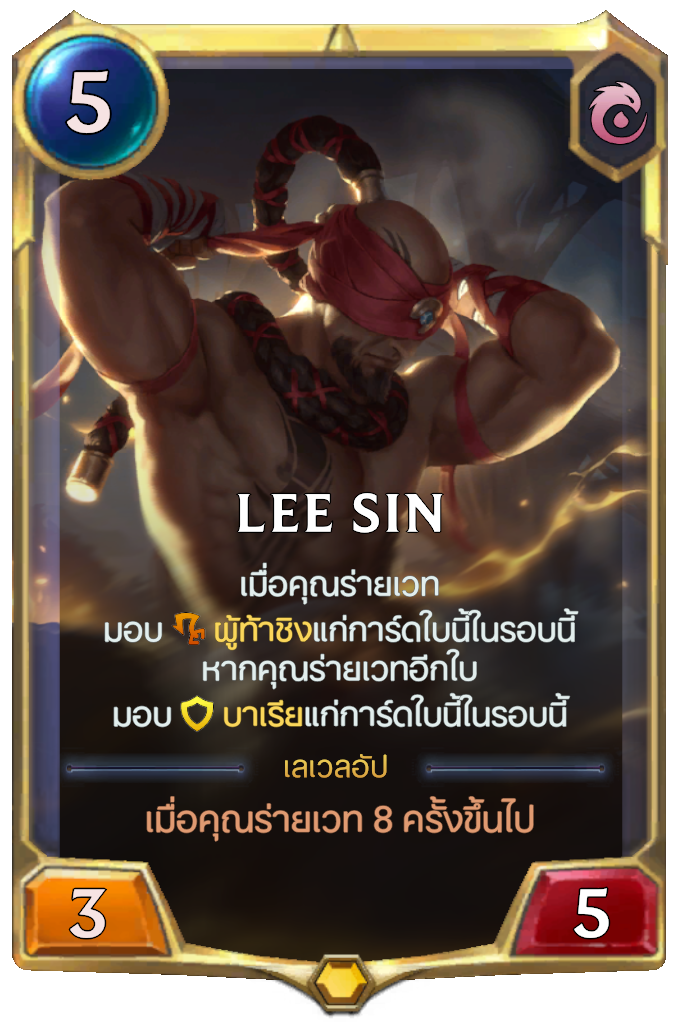 5
LEE SIN
เมื่อคุณร่ายเวท
มอบ ผู้ท้าชิงแก่การ์ดใบนี้ในรอบนี้
หากคุณร่ายเวทอีกใบ
มอบ บาเรียแก่การ์ดใบนี้ในรอบนี้
เลเวลอัป
เมื่อคุณร่ายเวท 8 ครั้งขึ้นไป
3
5